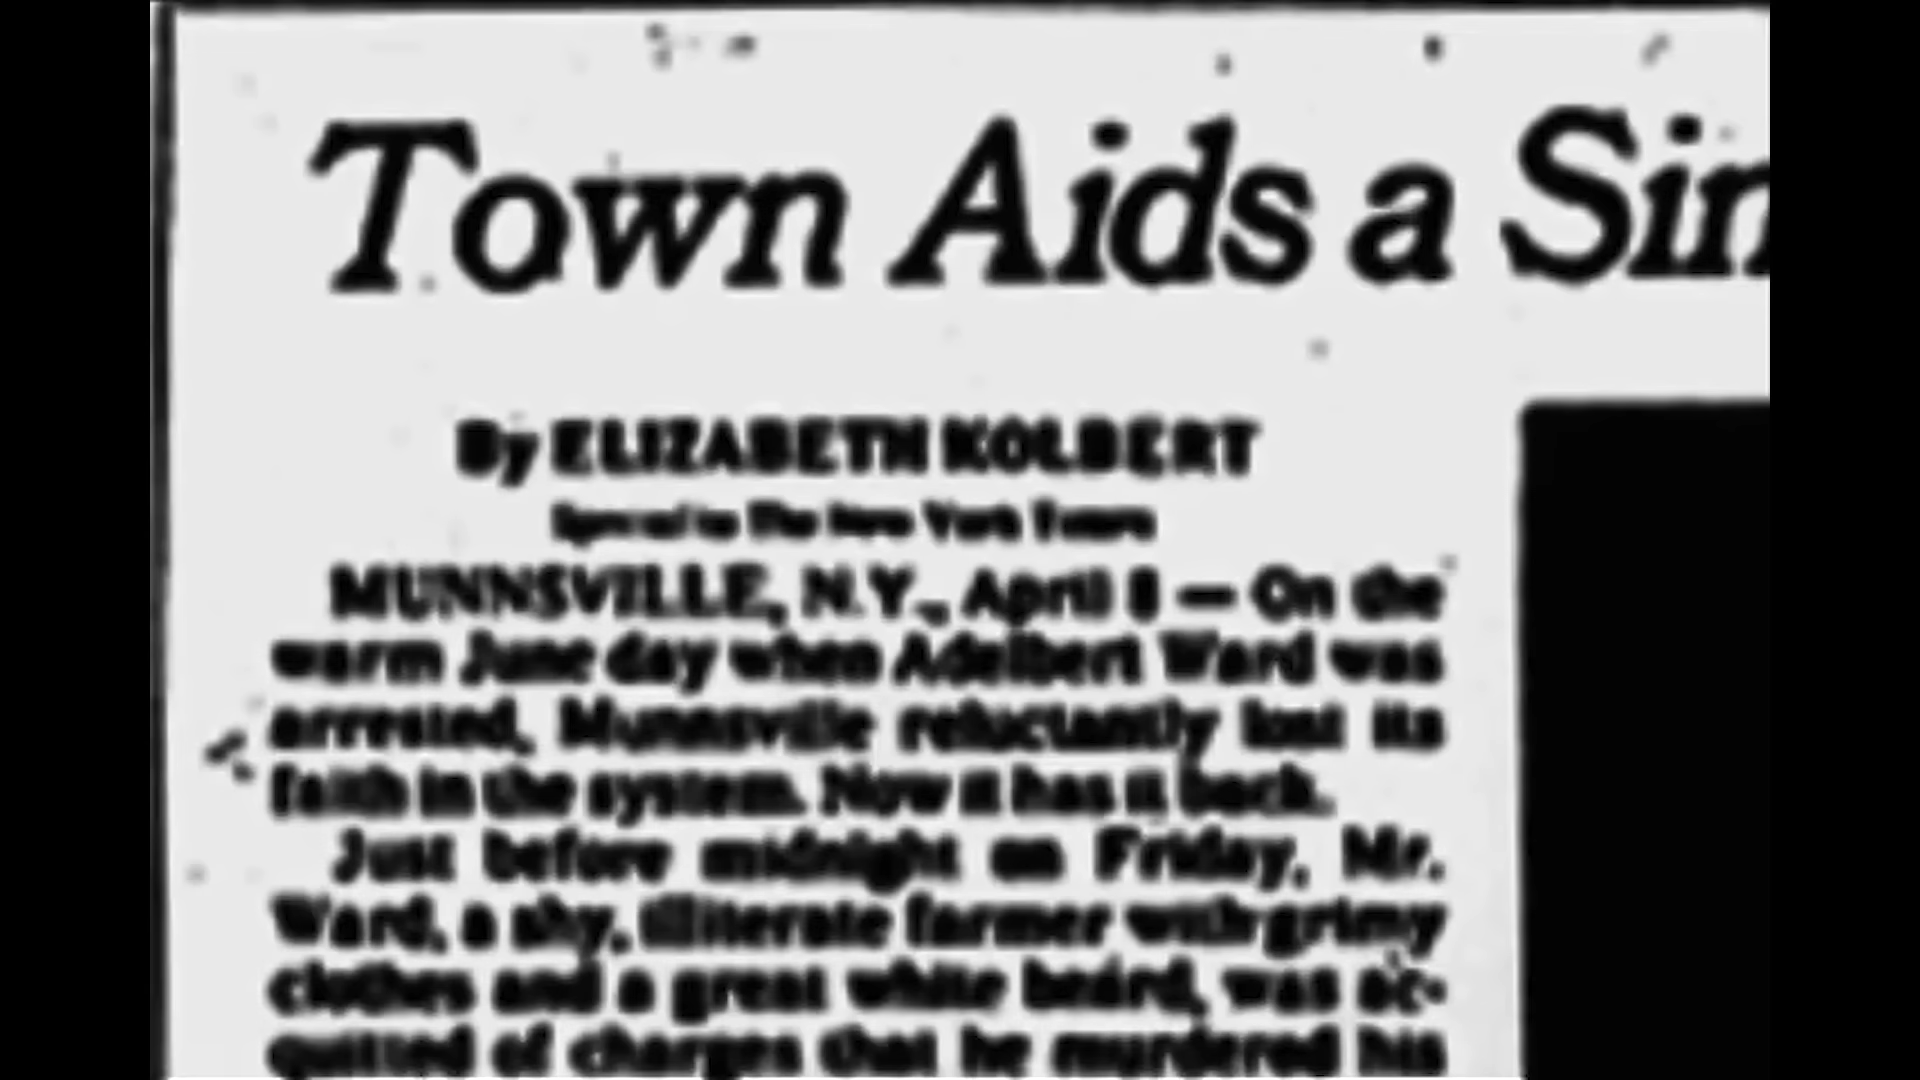 Town Aids a Sin
By ELIZABETH KOLBERT
Special to The New York Times
MUNNSVILLE, N.Y., April 8 — On the
warm June day when Adelbert Ward was
arrested, Munnsville reluctantly lost its
faith in the system. Now it has it back.
Just before midnight on Friday, Mr.
Ward, a shy, illiterate farmer with grimy
clothes and a great white beard, was ac-
quitted of charges that he murdered his